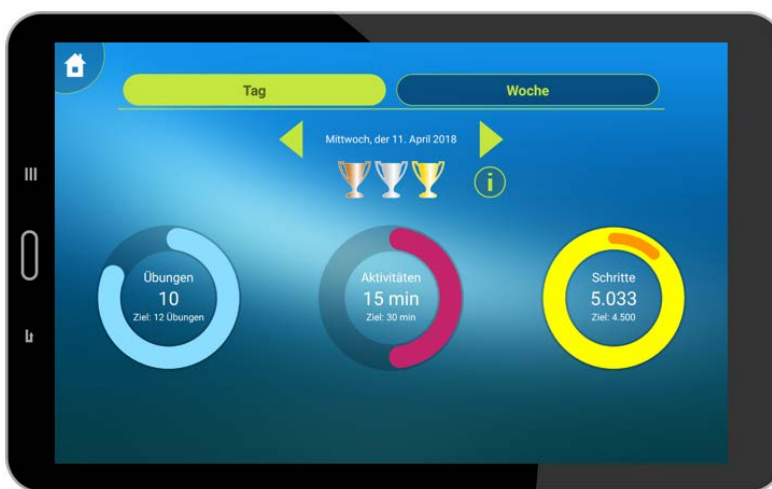 Tag
Woche
Mittwoch, der 11. April 2018
i
Übungen
10
Ziel: 12 Übungen
Aktivitäten
15 min
Ziel: 30 min
Schritte
5.033
Ziel: 4.500